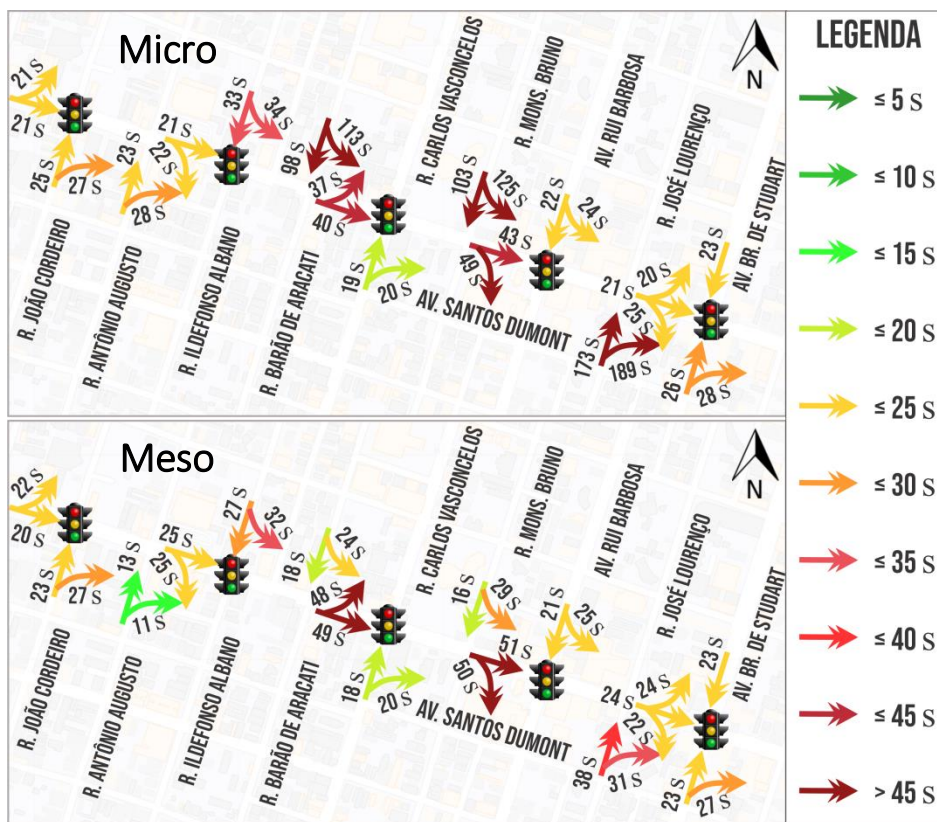 Micro
21 S
21 S
25 S
27 S
23 S
28 S
21 S
22 S
33 S
34 S
98 S
113 S
37 S
40 S
19 S
20 S
103 S
125 S
43 S
49 S
22 S
24 S
21 S
20 S
25 S
173 S
189 S
23 S
26 S
28 S
R. JOÃO CORDEIRO
R. ANTÔNIO AUGUSTO
R. ILDEFONSO ALBANO
R. BARÃO DE ARACATI
R. CARLOS VASCONCELOS
R. MONS. BRUNO
AV. RUI BARBOSA
R. JOSÉ LOURENÇO
AV. BR. DE STUDART
AV. SANTOS DUMONT
N
Meso
22 S
20 S
23 S
27 S
13 S
11 S
25 S
25 S
27 S
32 S
18 S
24 S
48 S
49 S
18 S
20 S
16 S
29 S
51 S
50 S
21 S
25 S
24 S
24 S
22 S
38 S
31 S
23 S
23 S
27 S
R. JOÃO CORDEIRO
R. ANTÔNIO AUGUSTO
R. ILDEFONSO ALBANO
R. BARÃO DE ARACATI
R. CARLOS VASCONCELOS
R. MONS. BRUNO
AV. RUI BARBOSA
R. JOSÉ LOURENÇO
AV. BR. DE STUDART
AV. SANTOS DUMONT
N
LEGENDA
≤ 5 S
≤ 10 S
≤ 15 S
≤ 20 S
≤ 25 S
≤ 30 S
≤ 35 S
≤ 40 S
≤ 45 S
> 45 S